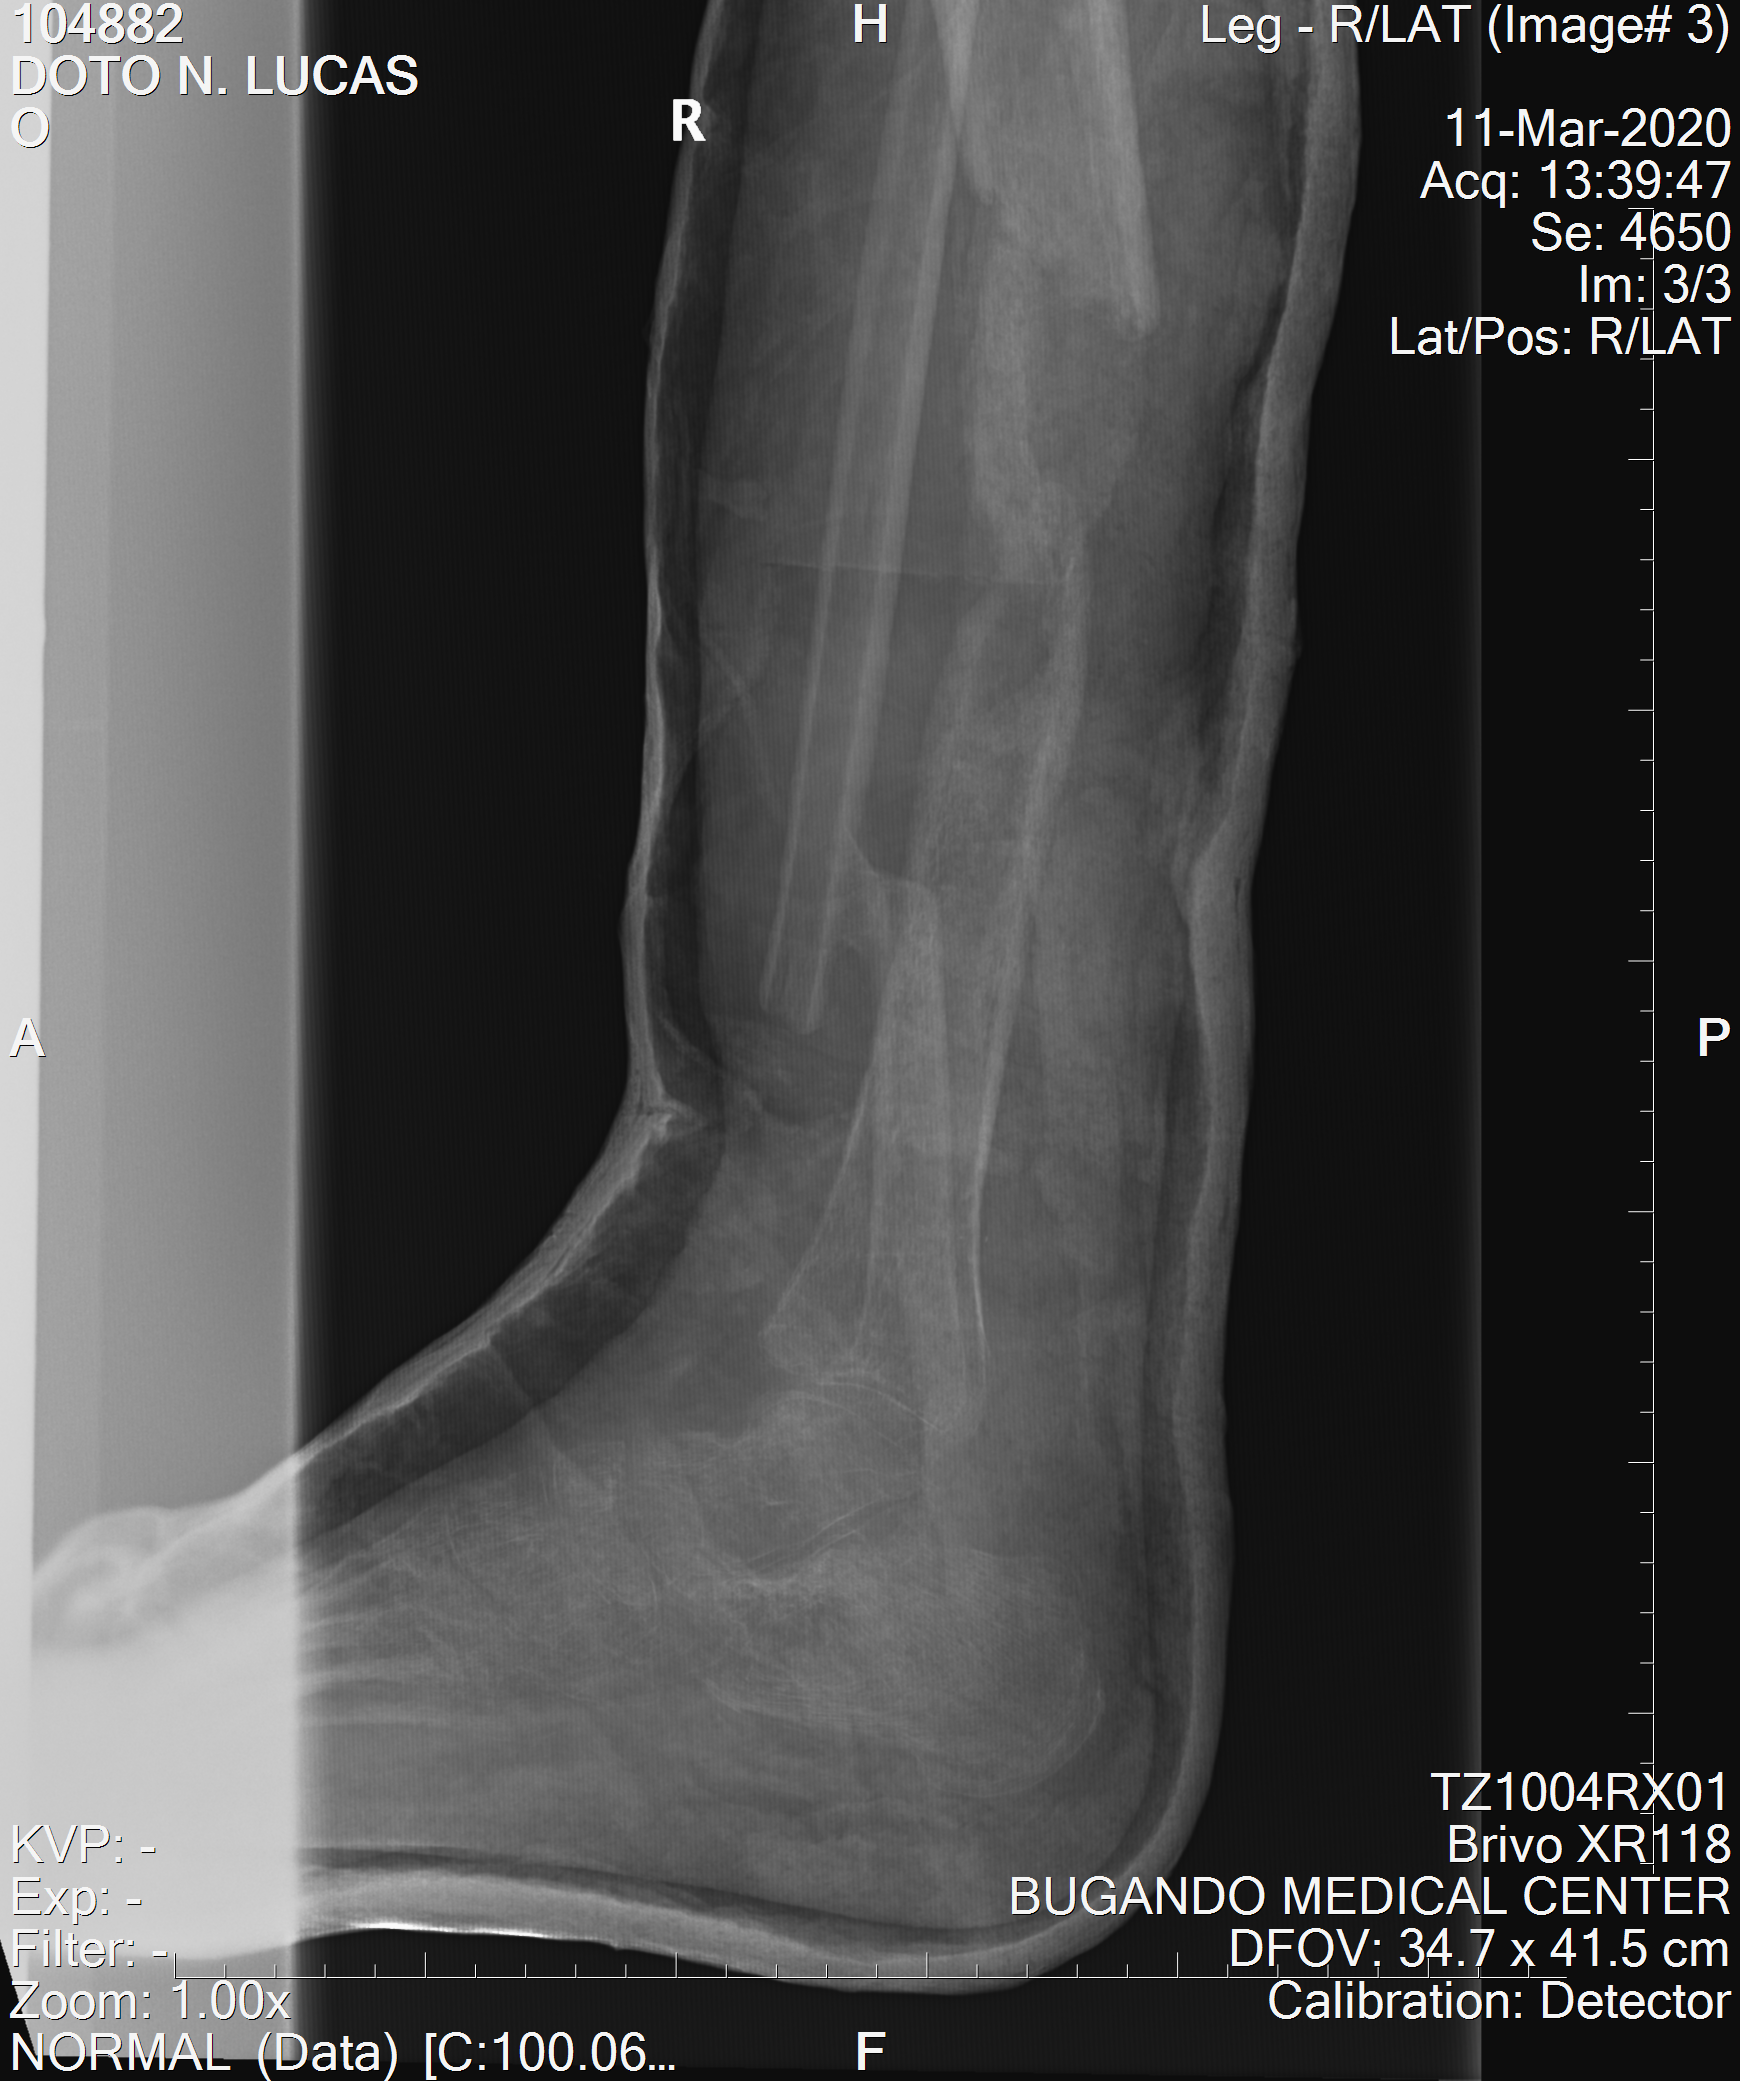 104882
DOTO N. LUCAS
O
H
Leg - R/LAT (Image# 3)
11-Mar-2020
Acq: 13:39:47
Se: 4650
Im: 3/3
Lat/Pos: R/LAT
R
A
P
KVP: -
Exp: -
Filter: -
Zoom: 1.00x
NORMAL (Data) [C:100.06...
F
TZ1004RX01
Brivo XR118
BUGANDO MEDICAL CENTER
DFOV: 34.7 x 41.5 cm
Calibration: Detector